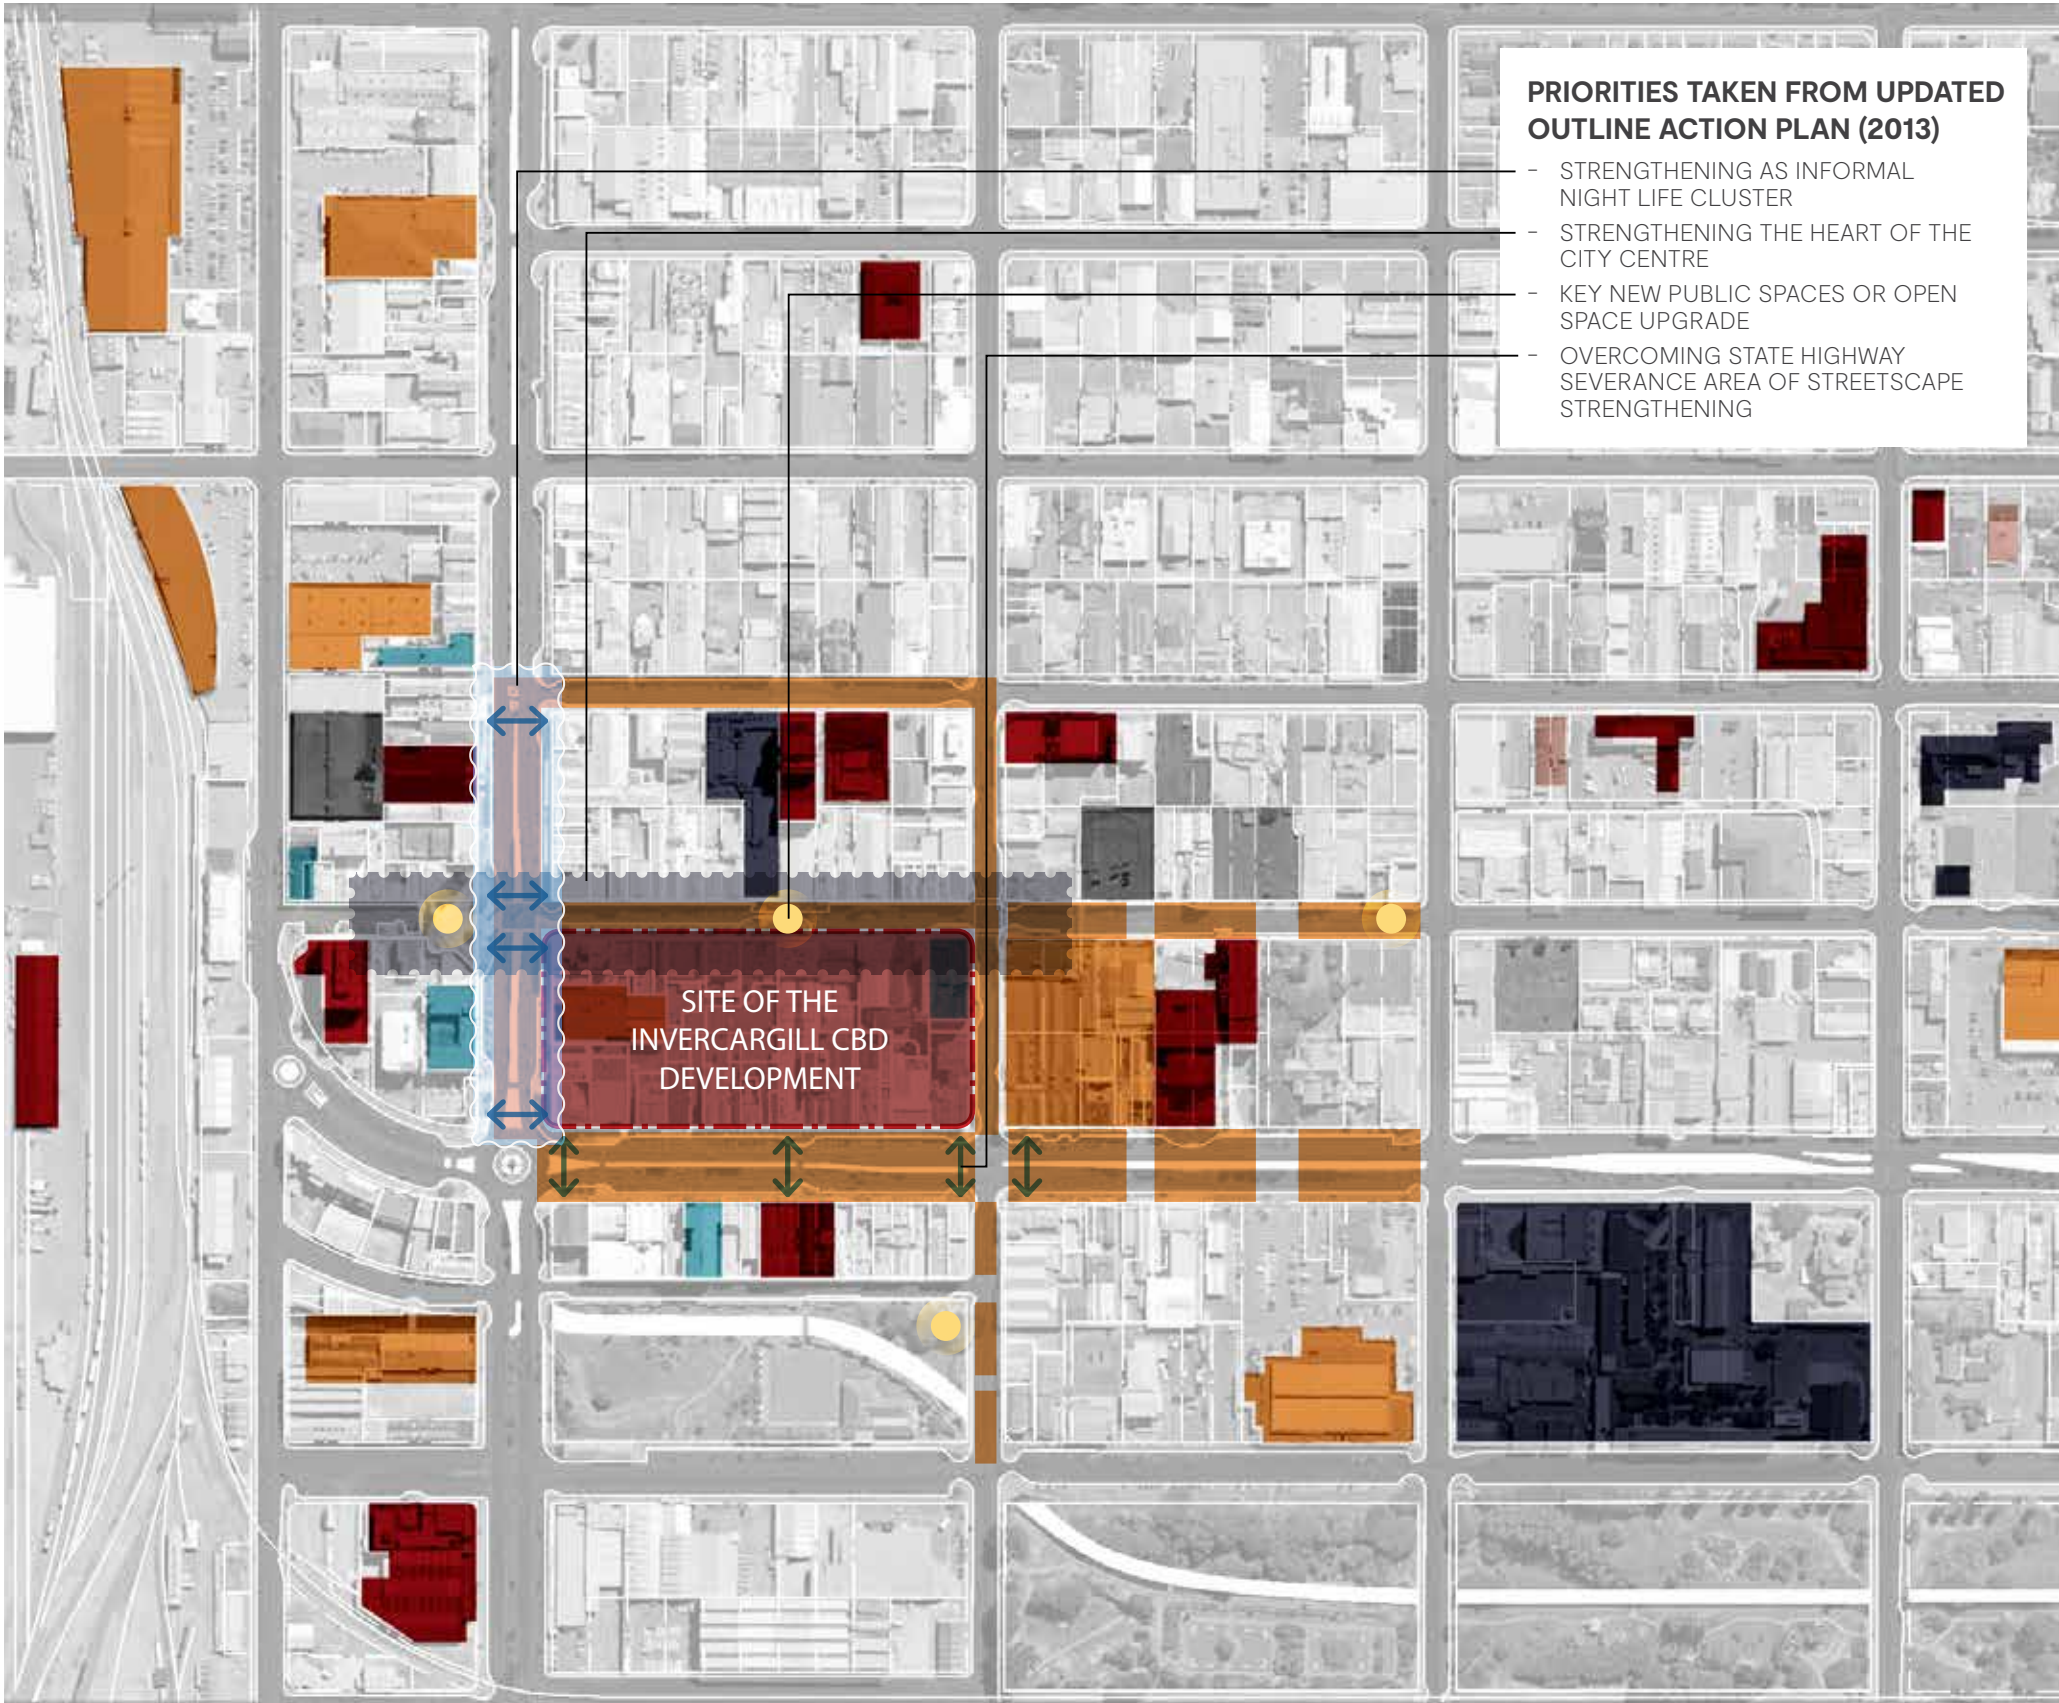 PRIORITIES TAKEN FROM UPDATED
OUTLINE ACTION PLAN (2013)
- STRENGTHENING AS INFORMAL
NIGHT LIFE CLUSTER
- STRENGTHENING THE HEART OF THE
CITY CENTRE
- KEY NEW PUBLIC SPACES OR OPEN
SPACE UPGRADE
- OVERCOMING STATE HIGHWAY
SEVERANCE AREA OF STREETSCAPE
STRENGTHENING
SITE OF THE
INVERCARGILL CBD
DEVELOPMENT